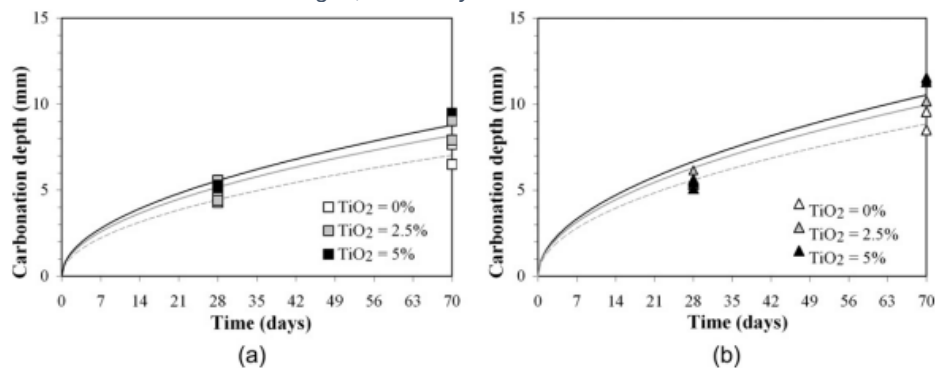 15
10
5
0
Carbonation depth (mm)
TiO2 = 0%
TiO2 = 2.5%
TiO2 = 5%
0 7 14 21 28 35 42 49 56 63 70
Time (days)
(a)
15
10
5
0
Carbonation depth (mm)
TiO2 = 0%
TiO2 = 2.5%
TiO2 = 5%
0 7 14 21 28 35 42 49 56 63 70
Time (days)
(b)